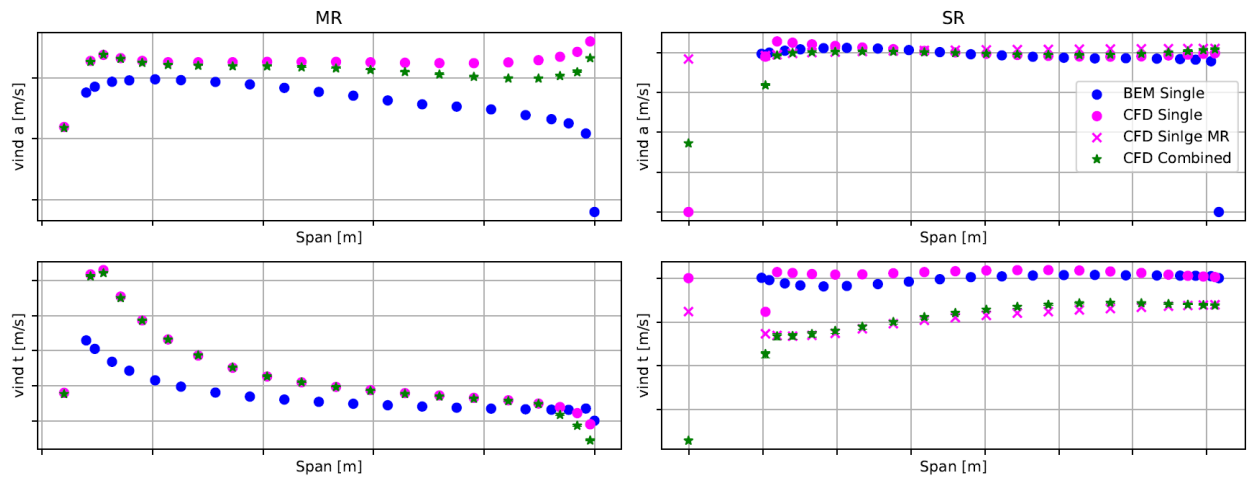 MR
SR
vind a [m/s]
Span [m]
vind a [m/s]
BEM Single
CFD Single
CFD Sinlge MR
CFD Combined
Span [m]
vind t [m/s]
Span [m]
vind t [m/s]
Span [m]